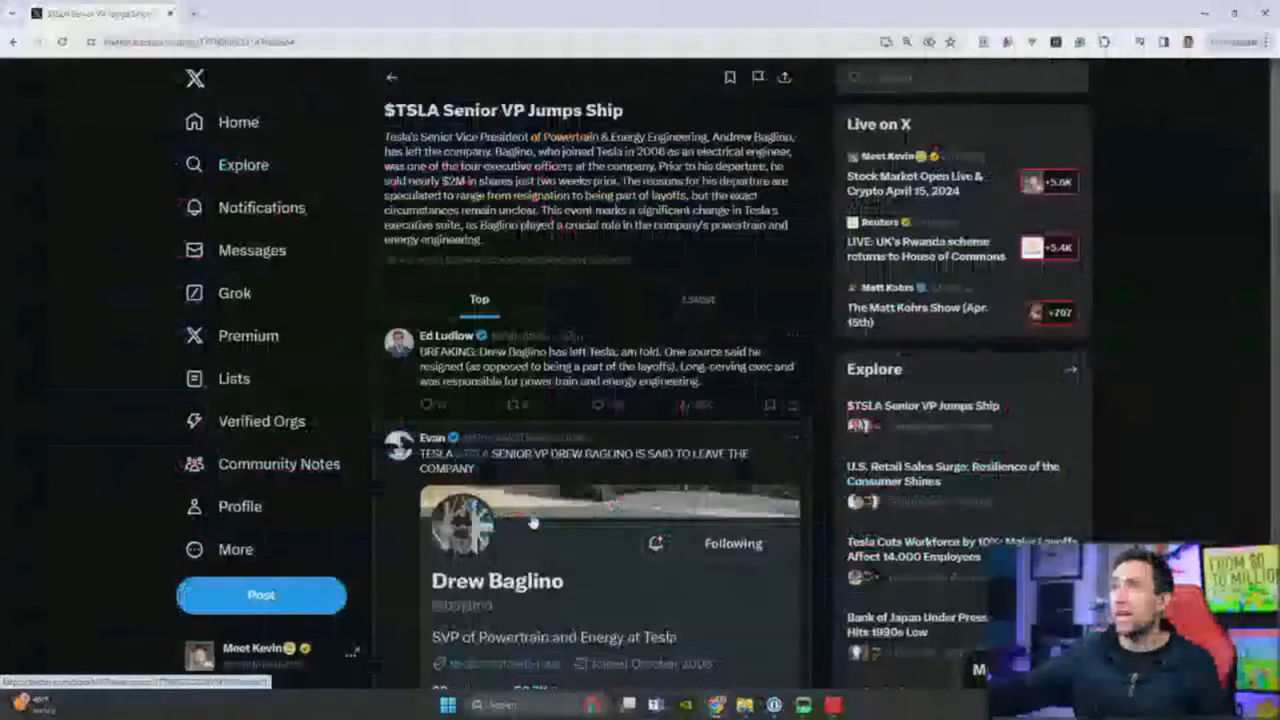 $TSLA Senior VP Jumps Ship
Home
Explore
Notifications
Messages
Grok
Premium
Lists
Verified Orgs
Community Notes
Profile
More
Post
Meet Kevin
$TSLA Senior VP Jumps Ship
Tesla's Senior Vice President of Powertrain & Energy Engineering, Andrew Baglino,
has left the company. Baglino, who joined Tesla in 2006 as an electrical engineer,
was one of the four executive officers at the company. Prior to his departure, he
sold nearly $2M in shares just two weeks prior. The reasons for his departure are
speculated to range from resignation to being part of layoffs, but the exact
circumstances remain unclear. This event marks a significant change in Tesla's
executive suite, as Baglino played a crucial role in the company's powertrain and
energy engineering.
Top
Latest
Ed Ludlow
BREAKING: Drew Baglino has left Tesla, am told. One source said he
resigned (as opposed to being a part of the layoffs). Long-serving exec and
was responsible for power train and energy engineering.
Evan
TESLA SENIOR VP DREW BAGLINO IS SAID TO LEAVE THE
COMPANY
Following
Drew Baglino
@baglino
SVP of Powertrain and Energy at Tesla
Joined October 2008
Live on X
Meet Kevin
Stock Market Open Live &
Crypto April 15, 2024
+5.6K
Reuters
LIVE: UK's Rwanda scheme
returns to House of Commons
+5.4K
Matt Kohrs
The Matt Kohrs Show (Apr.
15th)
+707
Explore
$TSLA Senior VP Jumps Ship
U.S. Retail Sales Surge: Resilience of the
Consumer Shines
Tesla Cuts Workforce by 10%: Major Layoffs
Affect 14,000 Employees
Bank of Japan Under Press
Hits 1990s Low
FROM $0
TO MILLIO